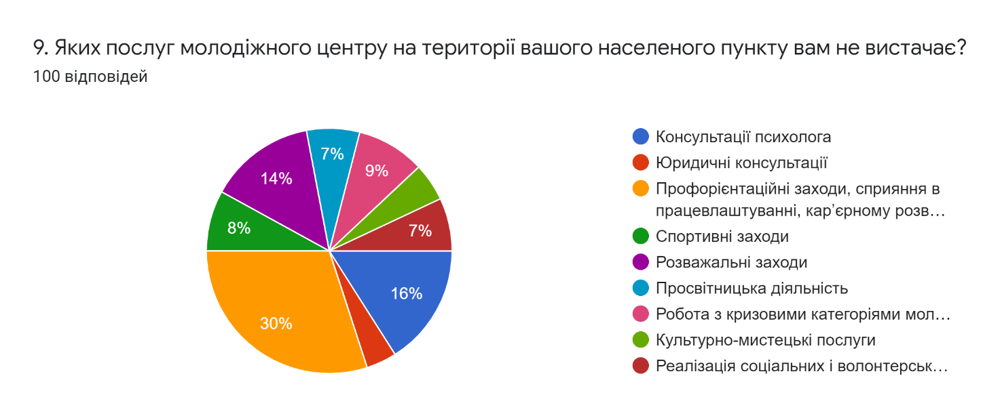 9. Яких послуг молодіжного центру на території вашого населеного пункту вам не вистачає?
100 відповідей
7%
9%
14%
7%
8%
16%
30%
Консультації психолога
Юридичні консультації
Профорієнтаційні заходи, сприяння в
працевлаштуванні, кар’єрному розв…
Спортивні заходи
Розважальні заходи
Просвітницька діяльність
Робота з кризовими категоріями мол…
Культурно-мистецькі послуги
Реалізація соціальних і волонтерськ…